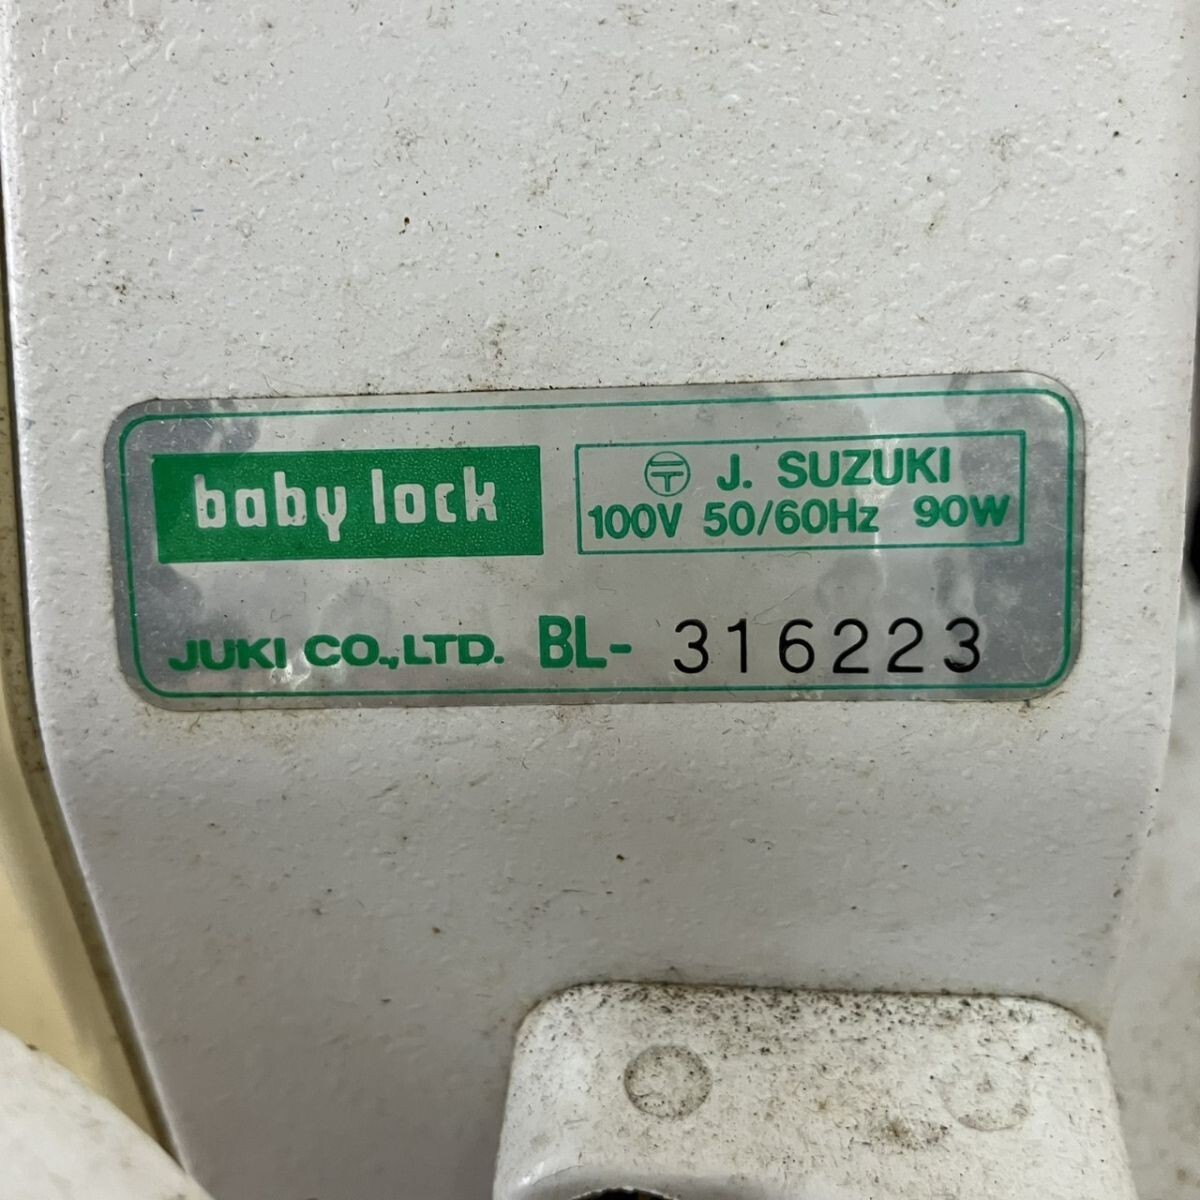 baby lock
J. SUZUKI
100V 50/60Hz 90W
JUKI CO.,LTD. BL- 316223